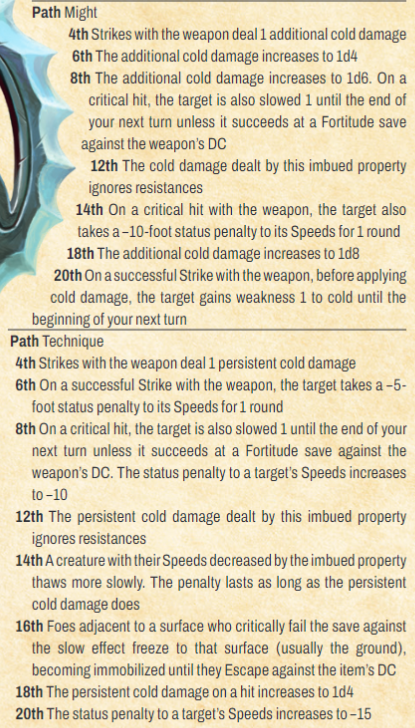 Path Might
4th Strikes with the weapon deal 1 additional cold damage
6th The additional cold damage increases to 1d4
8th The additional cold damage increases to 1d6. On a
critical hit, the target is also slowed 1 until the end of
your next turn unless it succeeds at a Fortitude save
against the weapon's DC
12th The cold damage dealt by this imbued property
ignores resistances
14th On a critical hit with the weapon, the target also
takes a –10-foot status penalty to its Speeds for 1 round
18th The additional cold damage increases to 1d8
20th On a successful Strike with the weapon, before applying
cold damage, the target gains weakness 1 to cold until the
beginning of your next turn
Path Technique
4th Strikes with the weapon deal 1 persistent cold damage
6th On a successful Strike with the weapon, the target takes a –5-
foot status penalty to its Speeds for 1 round
8th On a critical hit, the target is also slowed 1 until the end of your
next turn unless it succeeds at a Fortitude save against the
weapon's DC. The status penalty to a target's Speeds increases
to –10
12th The persistent cold damage dealt by this imbued property
ignores resistances
14th A creature with their Speeds decreased by the imbued property
thaws more slowly. The penalty lasts as long as the persistent
cold damage does
16th Foes adjacent to a surface who critically fail the save against
the slow effect freeze to that surface (usually the ground),
becoming immobilized until they Escape against the item's DC
18th The persistent cold damage on a hit increases to 1d4
20th The status penalty to a target's Speeds increases to –15